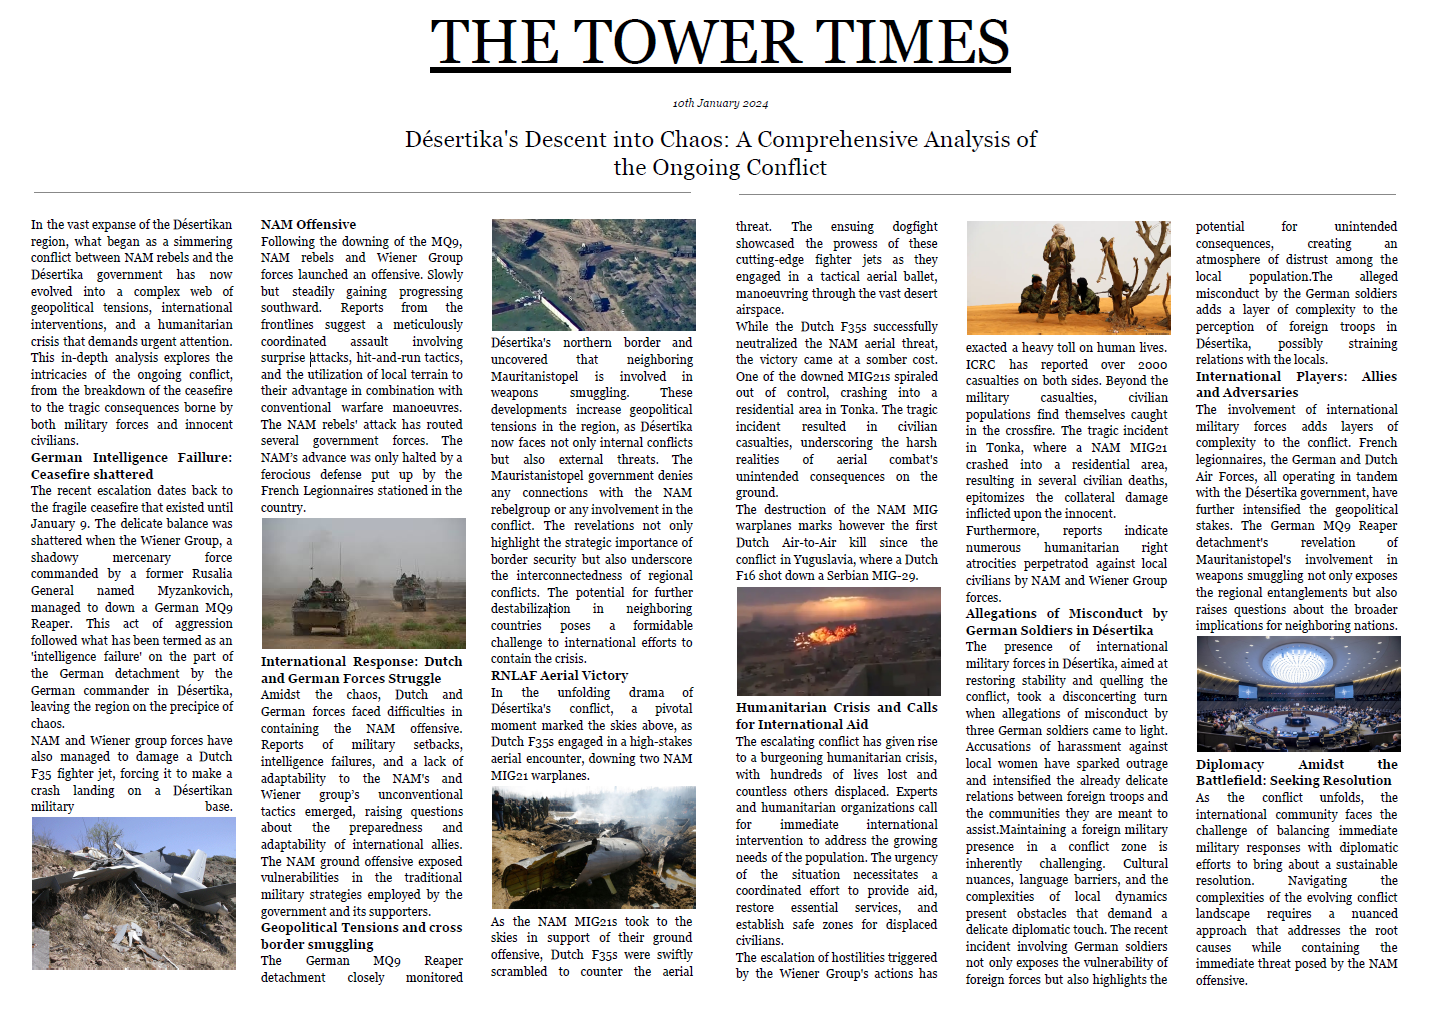 THE TOWER TIMES
10th January 2024
Désertika's Descent into Chaos: A Comprehensive Analysis of
the Ongoing Conflict
In the vast expanse of the Désertikan
region, what began as a simmering
conflict between NAM rebels and the
Désertika government has now
evolved into a complex web of
geopolitical tensions, international
interventions, and a humanitarian
crisis that demands urgent attention.
This in-depth analysis explores the
intricacies of the ongoing conflict,
from the breakdown of the ceasefire
to the tragic consequences borne by
both military forces and innocent
civilians.
German Intelligence Faillure:
Ceasefire shattered
The recent escalation dates back to
the fragile ceasefire that existed until
January 9. The delicate balance was
shattered when the Wiener Group, a
shadowy mercenary force
commanded by a former Rusalia
General named Myzankovich,
managed to down a German MQ9
Reaper. This act of aggression
followed what has been termed as an
'intelligence failure' on the part of
the German detachment by the
German commander in Désertika,
leaving the region on the precipice of
chaos.
NAM and Wiener group forces have
also managed to damage a Dutch
F35 fighter jet, forcing it to make a
crash landing on a Désertikan
military base.
NAM Offensive
Following the downing of the MQ9,
NAM rebels and Wiener Group
forces launched an offensive. Slowly
but steadily gaining progressing
southward. Reports from the
frontlines suggest a meticulously
coordinated assault involving
surprise attacks, hit-and-run tactics,
and the utilization of local terrain to
their advantage in combination with
conventional warfare manoeuvres.
The NAM rebels' attack has routed
several government forces. The
NAM's advance was only halted by a
ferocious defense put up by the
French Legionnaires stationed in the
country.
International Response: Dutch
and German Forces Struggle
Amidst the chaos, Dutch and
German forces faced difficulties in
containing the NAM offensive.
Reports of military setbacks,
intelligence failures, and a lack of
adaptability to the NAM's and
Wiener group's unconventional
tactics emerged, raising questions
about the preparedness and
adaptability of international allies.
The NAM ground offensive exposed
vulnerabilities in the traditional
military strategies employed by the
government and its supporters.
Geopolitical Tensions and cross
border smuggling
The German MQ9 Reaper
detachment closely monitored
Désertika's northern border and
uncovered that neighboring
Mauritanistopel is involved in
weapons smuggling. These
developments increase geopolitical
tensions in the region, as Désertika
now faces not only internal conflicts
but also external threats. The
Mauristanistopel government denies
any connections with the NAM
rebelgroup or any involvement in the
conflict. The revelations not only
highlight the strategic importance of
border security but also underscore
the interconnectedness of regional
conflicts. The potential for further
destabilization in neighboring
countries poses a formidable
challenge to international efforts to
contain the crisis.
RNLAF Aerial Victory
In the unfolding drama of
Désertika's conflict, a pivotal
moment marked the skies above, as
Dutch F35s engaged in a high-stakes
aerial encounter, downing two NAM
MIG21 warplanes.
As the NAM MIG21s took to the
skies in support of their ground
offensive, Dutch F35s were swiftly
scrambled to counter the aerial
threat. The ensuing dogfight
showcased the prowess of these
cutting-edge fighter jets as they
engaged in a tactical aerial ballet,
manoeuvring through the vast desert
airspace.
While the Dutch F35s successfully
neutralized the NAM aerial threat,
the victory came at a somber cost.
One of the downed MIG21s spiraled
out of control, crashing into a
residential area in Tonka. The tragic
incident resulted in civilian
casualties, underscoring the harsh
realities of aerial combat's
unintended consequences on the
ground.
The destruction of the NAM MIG
warplanes marks however the first
Dutch Air-to-Air kill since the
conflict in Yuguslavia, where a Dutch
F16 shot down a Serbian MIG-29.
Humanitarian Crisis and Calls
for International Aid
The escalating conflict has given rise
to a burgeoning humanitarian crisis,
with hundreds of lives lost and
countless others displaced. Experts
and humanitarian organizations call
for immediate international
intervention to address the growing
needs of the population. The urgency
of the situation necessitates a
coordinated effort to provide aid,
restore essential services, and
establish safe zones for displaced
civilians.
The escalation of hostilities triggered
by the Wiener Group's actions has
exacted a heavy toll on human lives.
ICRC has reported over 2000
casualties on both sides. Beyond the
military casualties, civilian
populations find themselves caught
in the crossfire. The tragic incident
in Tonka, where a NAM MIG21
crashed into a residential area,
resulting in several civilian deaths,
epitomizes the collateral damage
inflicted upon the innocent.
Furthermore, reports indicate
numerous humanitarian right
atrocities perpetratod against local
civilians by NAM and Wiener Group
forces.
Allegations of Misconduct by
German Soldiers in Désertika
The presence of international
military forces in Désertika, aimed at
restoring stability and quelling the
conflict, took a disconcerting turn
when allegations of misconduct by
three German soldiers came to light.
Accusations of harassment against
local women have sparked outrage
and intensified the already delicate
relations between foreign troops and
the communities they are meant to
assist.Maintaining a foreign military
presence in a conflict zone is
inherently challenging. Cultural
nuances, language barriers, and the
complexities of local dynamics
present obstacles that demand a
delicate diplomatic touch. The recent
incident involving German soldiers
not only exposes the vulnerability of
foreign forces but also highlights the
potential for unintended
consequences, creating an
atmosphere of distrust among the
local population.The alleged
misconduct by the German soldiers
adds a layer of complexity to the
perception of foreign troops in
Désertika, possibly straining
relations with the locals.
International Players: Allies
and Adversaries
The involvement of international
military forces adds layers of
complexity to the conflict. French
legionnaires, the German and Dutch
Air Forces, all operating in tandem
with the Désertika government, have
further intensified the geopolitical
stakes. The German MQ9 Reaper
detachment's revelation of
Mauritanistopel's involvement in
weapons smuggling not only exposes
the regional entanglements but also
raises questions about the broader
implications for neighboring nations.
Diplomacy Amidst the
Battlefield: Seeking Resolution
As the conflict unfolds, the
international community faces the
challenge of balancing immediate
military responses with diplomatic
efforts to bring about a sustainable
resolution. Navigating the
complexities of the evolving conflict
landscape requires a nuanced
approach that addresses the root
causes while containing the
immediate threat posed by the NAM
offensive.